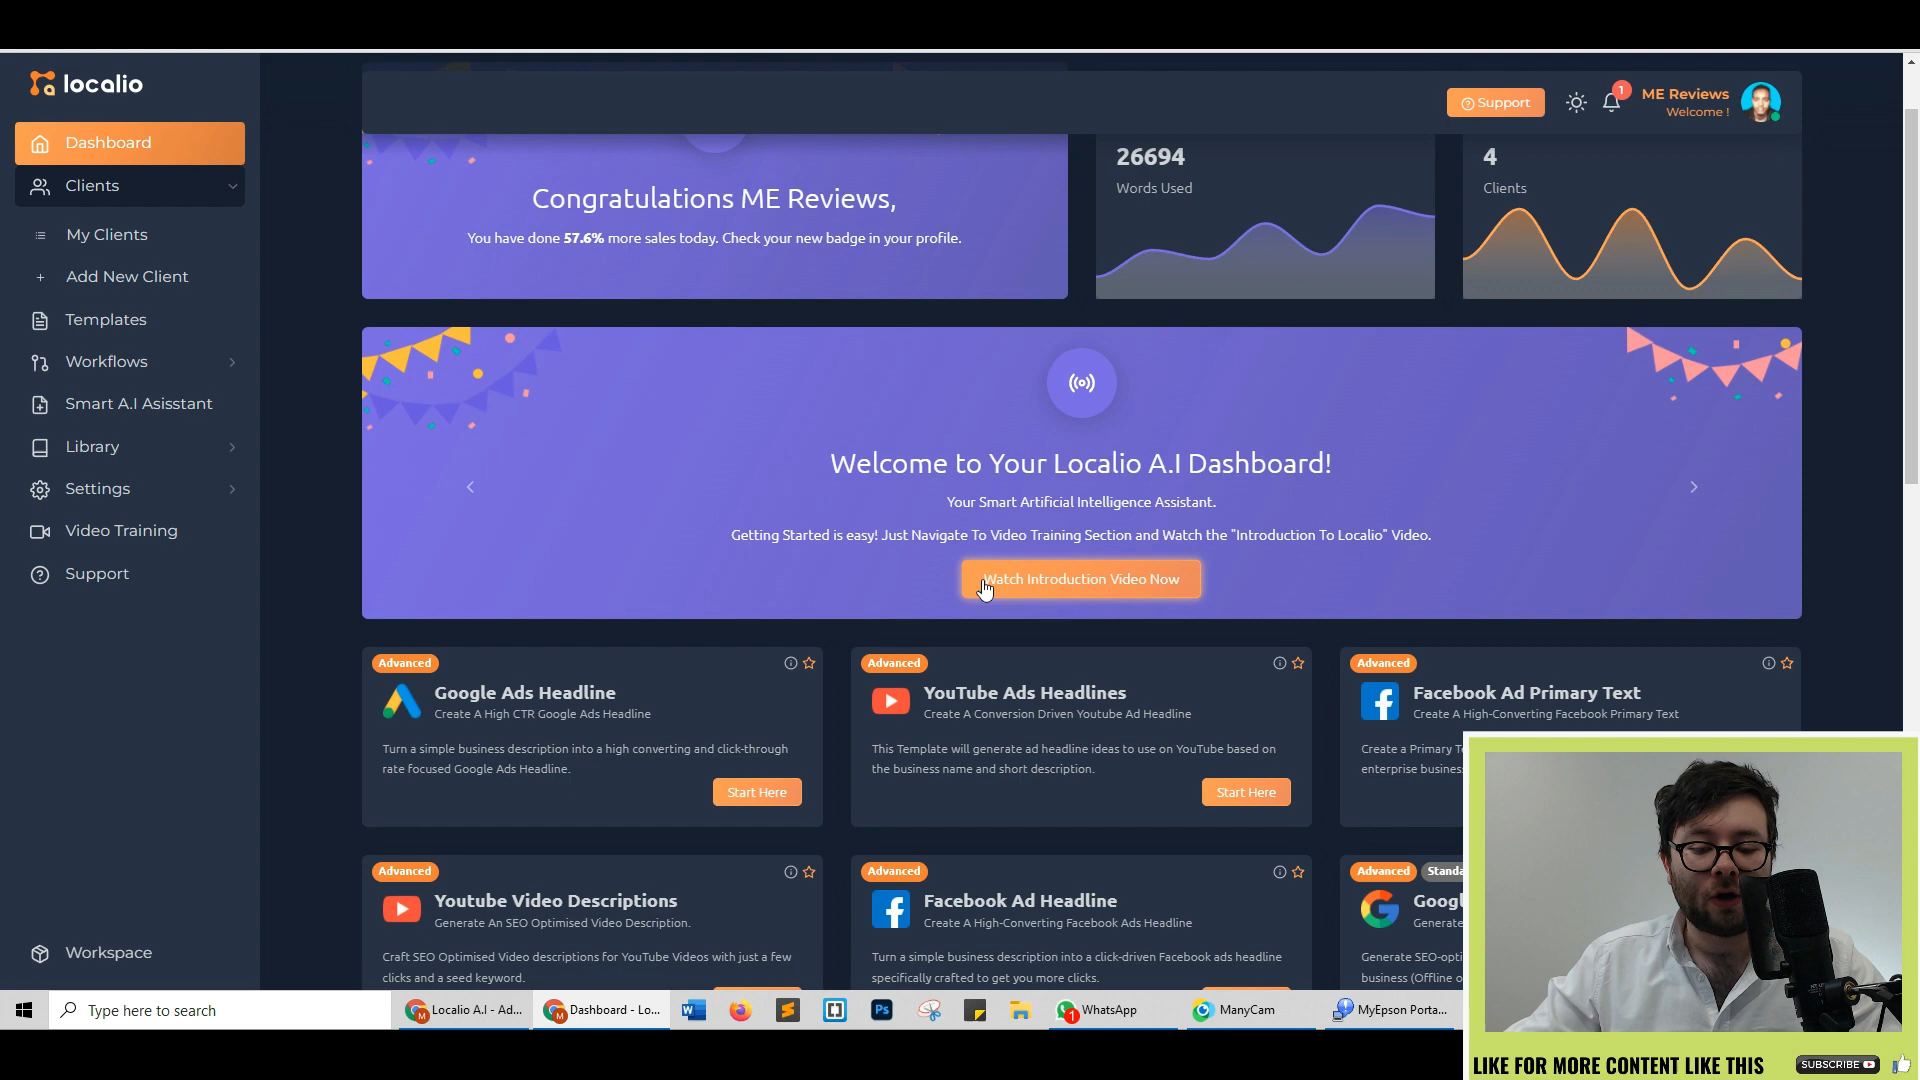 localio
Support
1
ME Reviews
Welcome !
Dashboard
Clients
My Clients
+ Add New Client
Templates
Workflows
Smart A.I Asisstant
Library
Settings
Video Training
Support
Workspace
Congratulations ME Reviews,
You have done 57.6% more sales today. Check your new badge in your profile.
26694
Words Used
4
Clients
Welcome to Your Localio A.I Dashboard!
Your Smart Artificial Intelligence Assistant.
Getting Started is easy! Just Navigate To Video Training Section and Watch the "Introduction To Localio" Video.
Watch Introduction Video Now
Advanced
Google Ads Headline
Create A High CTR Google Ads Headline
Turn a simple business description into a high converting and click-through
rate focused Google Ads Headline.
Start Here
Advanced
YouTube Ads Headlines
Create A Conversion Driven Youtube Ad Headline
This Template will generate ad headline ideas to use on YouTube based on
the business name and short description.
Start Here
Advanced
Facebook Ad Primary Text
Create A High-Converting Facebook Primary Text
Create a Primary T
enterprise busines
Advanced
Youtube Video Descriptions
Generate An SEO Optimised Video Description.
Craft SEO Optimised Video descriptions for YouTube Videos with just a few
clicks and a seed keyword.
Advanced
Facebook Ad Headline
Create A High-Converting Facebook Ads Headline
Turn a simple business description into a click-driven Facebook ads headline
specifically crafted to get you more clicks.
Advanced Standa
Googl
Generate
Generate SEO-opti
business (Offline o
Type here to search
Localio A.I - Ad...
Dashboard - Lo...
1 WhatsApp
ManyCam
MyEpson Porta...
LIKE FOR MORE CONTENT LIKE THIS
SUBSCRIBE